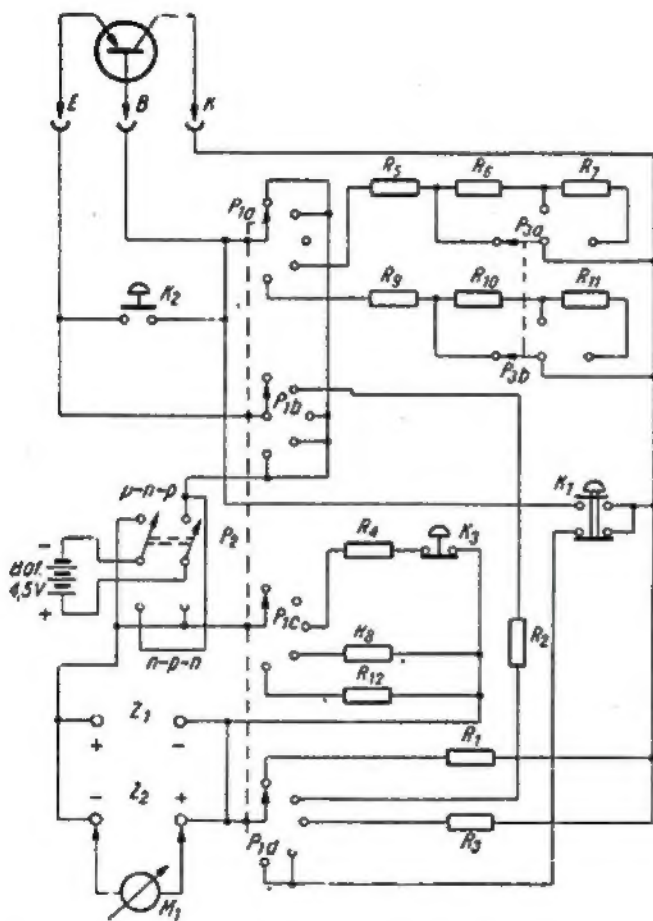 E B K
R₅ R₆ R₇
P₁a
P₃a
K₂
R₉ R₁₀ R₁₁
P₃b
P₁b
p-n-p
K₁
-
P₂
R₄ K₃
Bat.
4,5V
P₁c
R₂
+
R₈
n-p-n
R₁₂
Z₁
+ -
R₁
- Z₂ +
R₃
P₁d
M₁